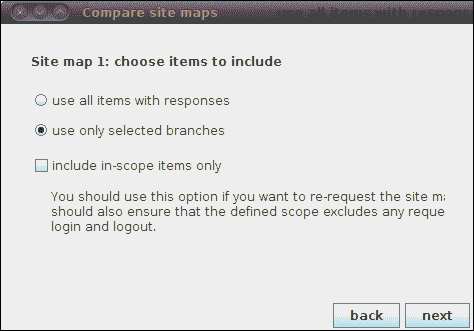 Compare site maps
Site map 1: choose items to include
use all items with responses
use only selected branches
include in-scope items only
You should use this option if you want to re-request the site ma
should also ensure that the defined scope excludes any reque
login and logout.
back next